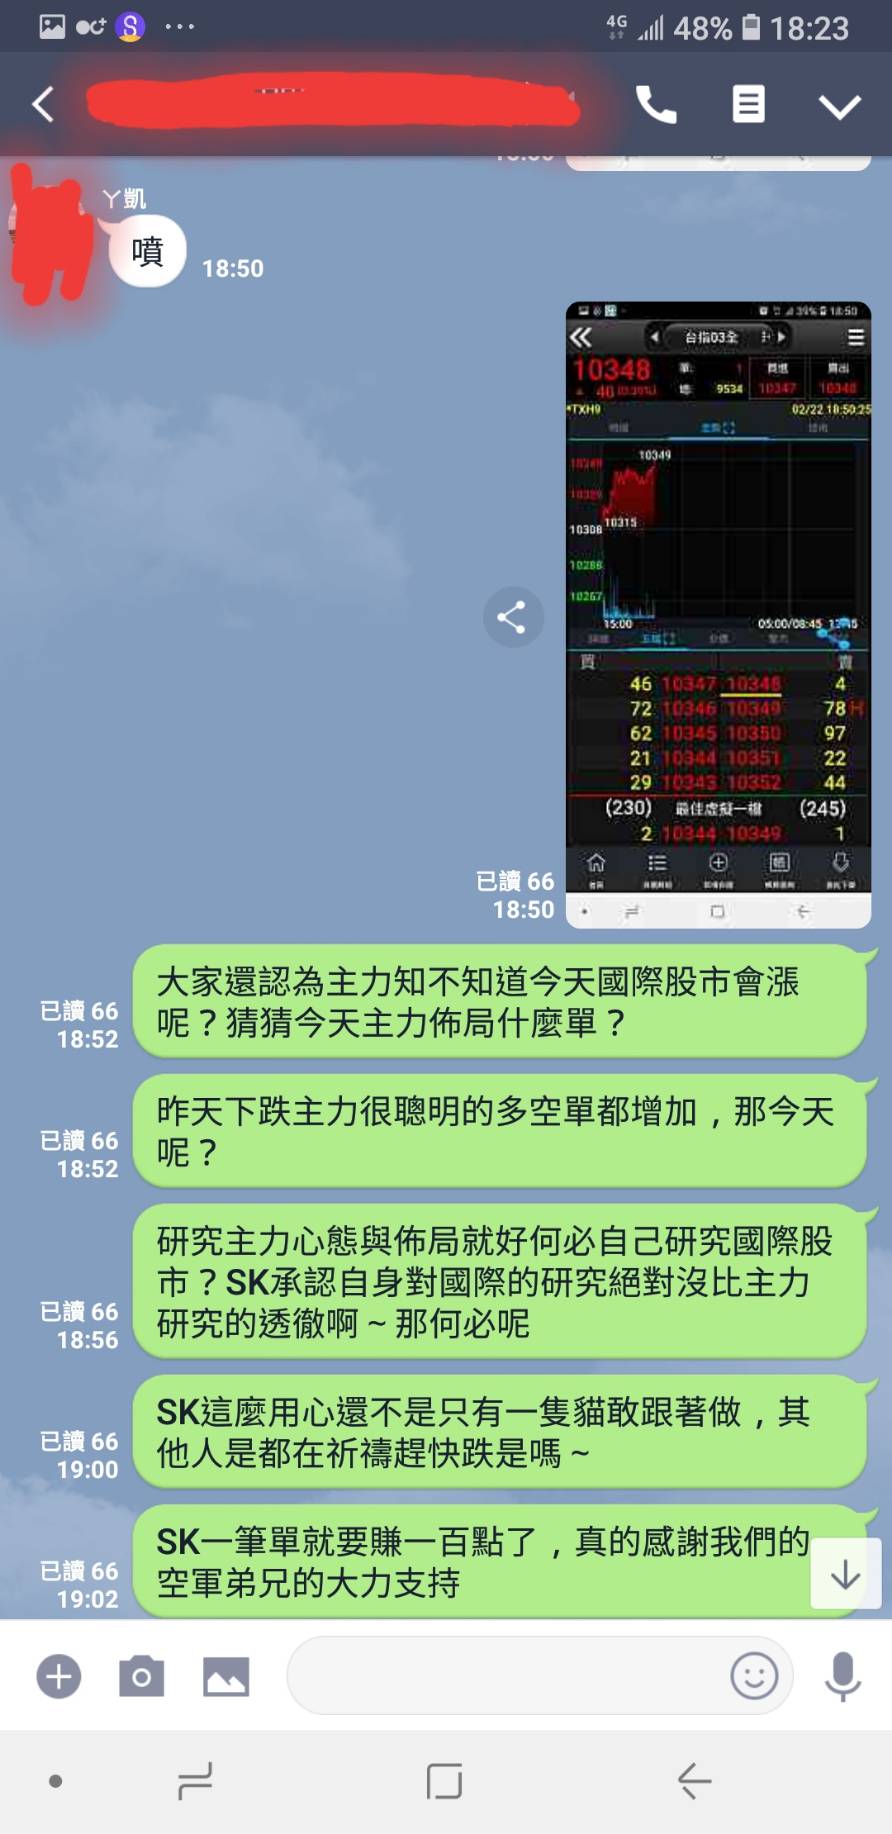 4G 48% 18:23
ㄚ凱
噴
18:50
39% 18:50
台指03全
10348
9534 10347 10348
*TXH9 02/22 18:50:25
10349
10308 10315
10288
10267
15:00 05:00/08:45
買 賣
46 10347 10348 4
72 10346 10349 78
62 10345 10350 97
21 10344 10351 22
29 10343 10352 44
(230) 最佳虛擬一檔 (245)
2 10344 10349 1
已讀 66
18:50
大家還認為主力知不知道今天國際股市會漲
呢？猜猜今天主力佈局什麼單？
已讀 66
18:52
昨天下跌主力很聰明的多空單都增加，那今天
呢？
已讀 66
18:52
研究主力心態與佈局就好何必自己研究國際股
市？SK承認自身對國際的研究絕對沒比主力
研究的透徹啊～那何必呢
已讀 66
18:56
SK這麼用心還不是只有一隻貓敢跟著做，其
他人是都在祈禱趕快跌是嗎～
已讀 66
19:00
SK一筆單就要賺一百點了，真的感謝我們的
空軍弟兄的大力支持
已讀 66
19:02